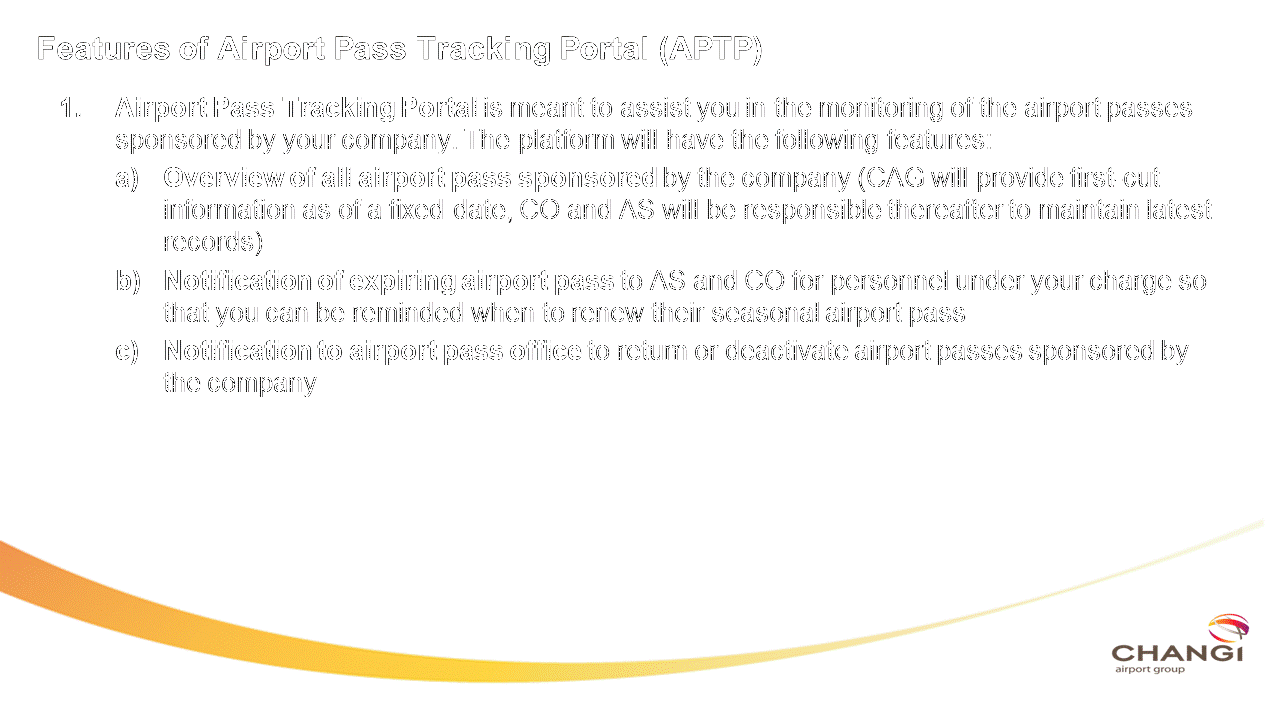 Features of Airport Pass Tracking Portal (APTP)
1. Airport Pass Tracking Portal is meant to assist you in the monitoring of the airport passes
sponsored by your company. The platform will have the following features:
a) Overview of all airport pass sponsored by the company (CAG will provide first-cut
information as of a fixed-date, CO and AS will be responsible thereafter to maintain latest
records)
b) Notification of expiring airport pass to AS and CO for personnel under your charge so
that you can be reminded when to renew their seasonal airport pass
c) Notification to airport pass office to return or deactivate airport passes sponsored by
the company
CHANGI
airport group